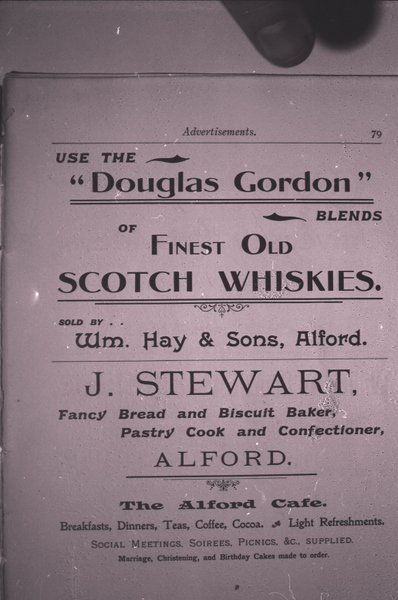 Advertisements. 79
USE THE
"Douglas Gordon"
BLENDS
OF
FINEST OLD
SCOTCH WHISKIES.
SOLD BY . .
Wm. Hay & Sons, Alford.
J. STEWART,
Fancy Bread and Biscuit Baker,
Pastry Cook and Confectioner,
ALFORD.
The Alford Cafe.
Breakfasts, Dinners, Teas, Coffee, Cocoa. Light Refreshments.
SOCIAL MEETINGS, SOIREES, PICNICS, &c., SUPPLIED.
Marriage, Christening, and Birthday Cakes made to order.